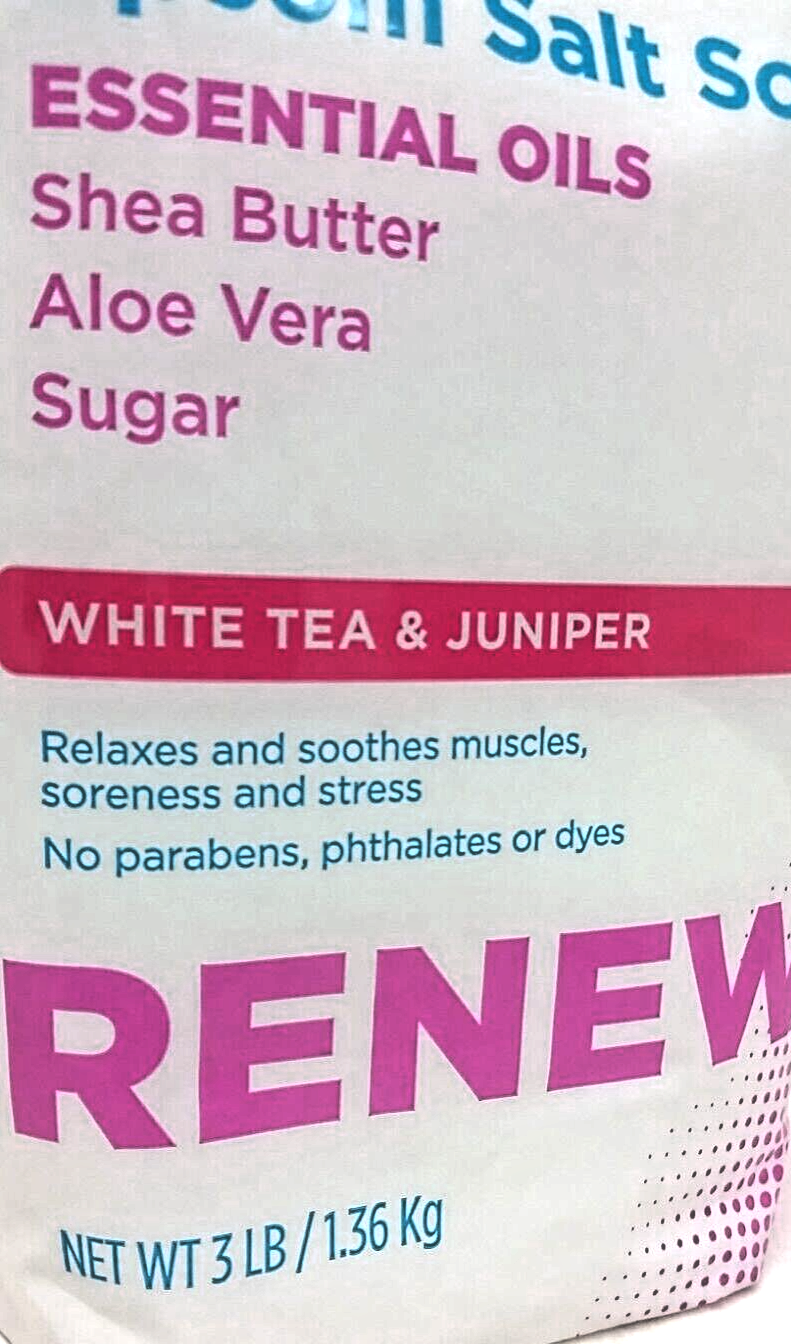 Salt
ESSENTIAL OILS
Shea Butter
Aloe Vera
Sugar
WHITE TEA & JUNIPER
Relaxes and soothes muscles,
soreness and stress
No parabens, phthalates or dyes
RENEW
NET WT 3 LB / 1.36 Kg